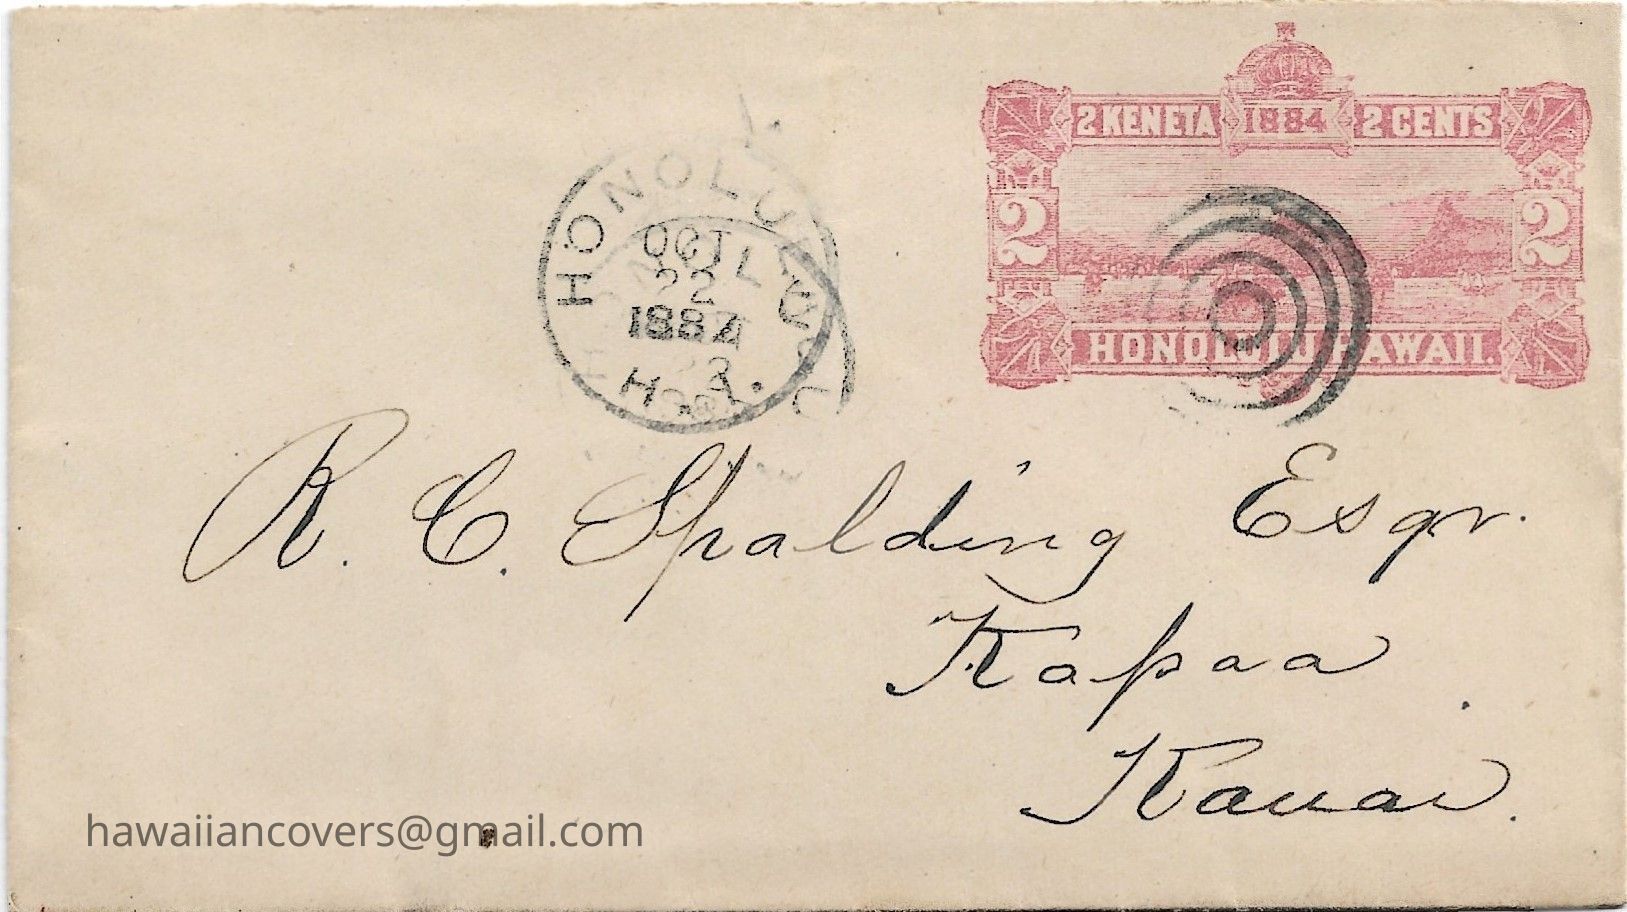 2 KENETA 1884 2 CENTS
2 2
HONOLULU HAWAII.
HONOLULU
OCT
22
1887
H. I.
R. C. Spalding Esqr.
Kapaa
Kauai.
hawaiiancovers@gmail.com